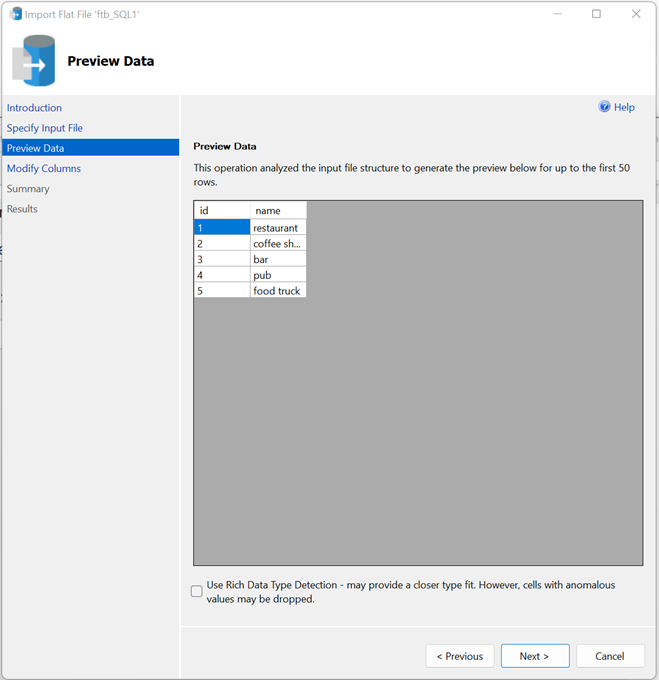 Import Flat File 'ftb_SQL1'
Preview Data
Introduction
Specify Input File
Preview Data
Modify Columns
Summary
Results
Help
Preview Data
This operation analyzed the input file structure to generate the preview below for up to the first 50
rows.
id name
1 restaurant
2 coffee sh...
3 bar
4 pub
5 food truck
Use Rich Data Type Detection - may provide a closer type fit. However, cells with anomalous
values may be dropped.
< Previous Next > Cancel